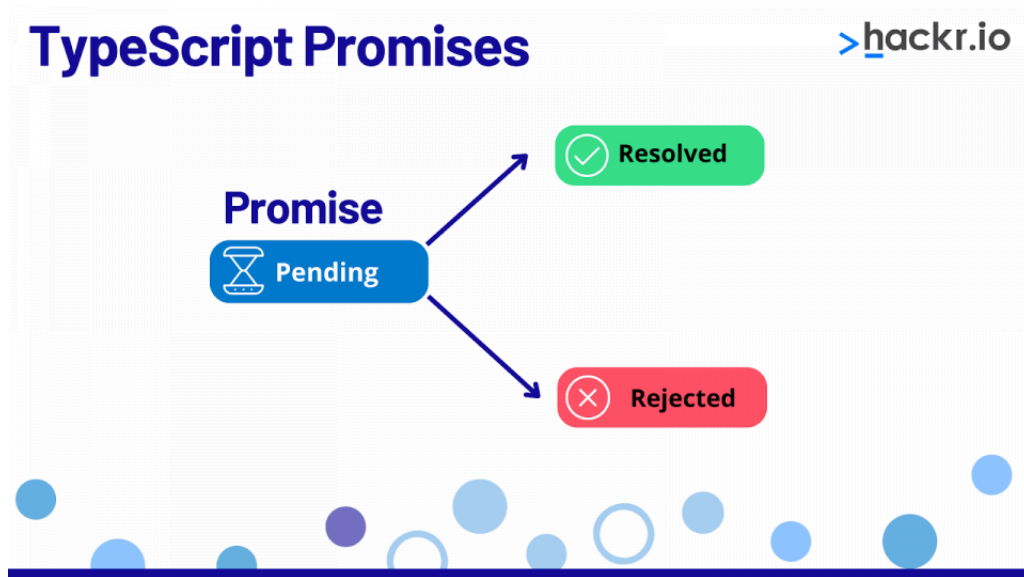 TypeScript Promises
>hackr.io
Resolved
Promise
Pending
Rejected